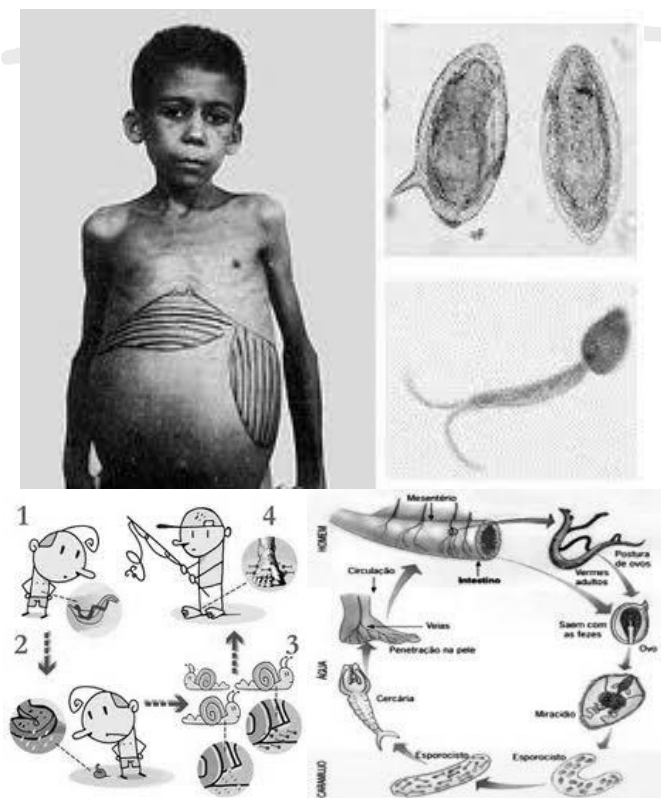 1
4
2
3
HOMEM
ÁGUA
CARAMUJO
Mesentério
Circulação
Intestino
Vermes
adultos
Postura
de ovos
Veias
Penetração na pele
Saem com
as fezes
Ovo
Cercária
Miracídio
Esporocisto
Esporocisto